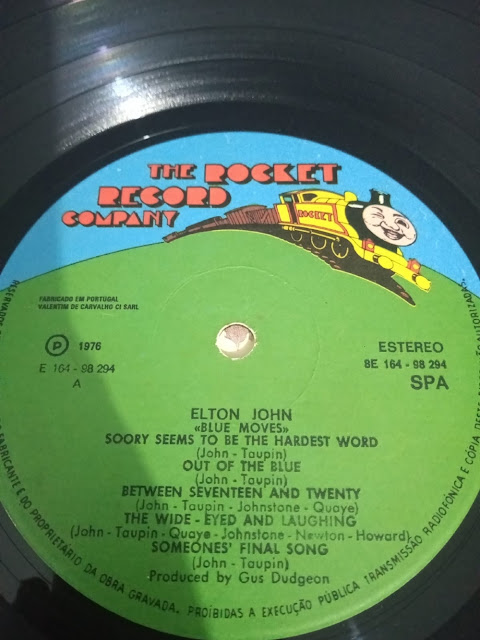 THE ROCKET
RECORD
COMPANY
ROCKET
FABRICADO EM PORTUGAL
VALENTIM DE CARVALHO CI SARL
P 1976
E 164 - 98 294
A
ESTEREO
8E 164 - 98 294
SPA
ELTON JOHN
«BLUE MOVES»
SOORY SEEMS TO BE THE HARDEST WORD
(John - Taupin)
OUT OF THE BLUE
(John - Taupin)
BETWEEN SEVENTEEN AND TWENTY
(John - Taupin - Johnstone - Quaye)
THE WIDE - EYED AND LAUGHING
(John - Taupin - Quaye - Johnstone - Newton - Howard)
SOMEONES' FINAL SONG
(John - Taupin)
Produced by Gus Dudgeon
FABRICANTE E DO PROPRIETÁRIO DA OBRA GRAVADA. PROIBIDAS A EXECUÇÃO PÚBLICA TRANSMISSÃO RADIOFÓNICA E CÓPIA